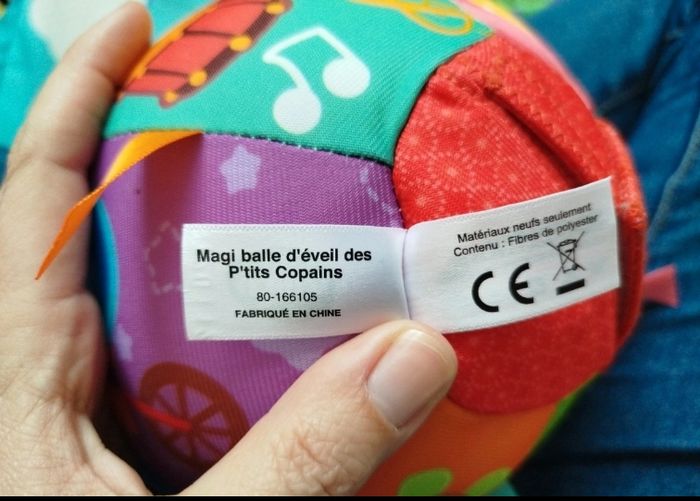 Magi balle d'éveil des
P'tits Copains
80-166105
FABRIQUÉ EN CHINE
Matériaux neufs seulement
Contenu : Fibres de polyester
CE